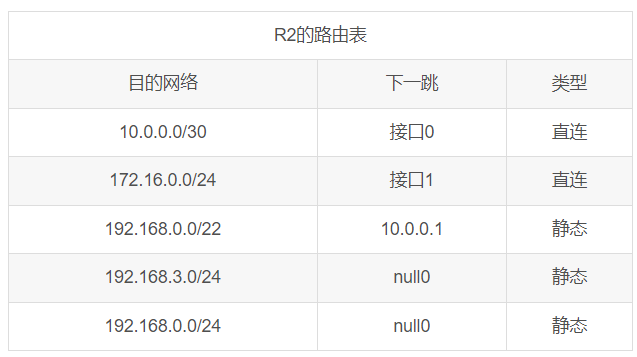 R2的路由表
目的网络 下一跳 类型
10.0.0.0/30 接口0 直连
172.16.0.0/24 接口1 直连
192.168.0.0/22 10.0.0.1 静态
192.168.3.0/24 null0 静态
192.168.0.0/24 null0 静态